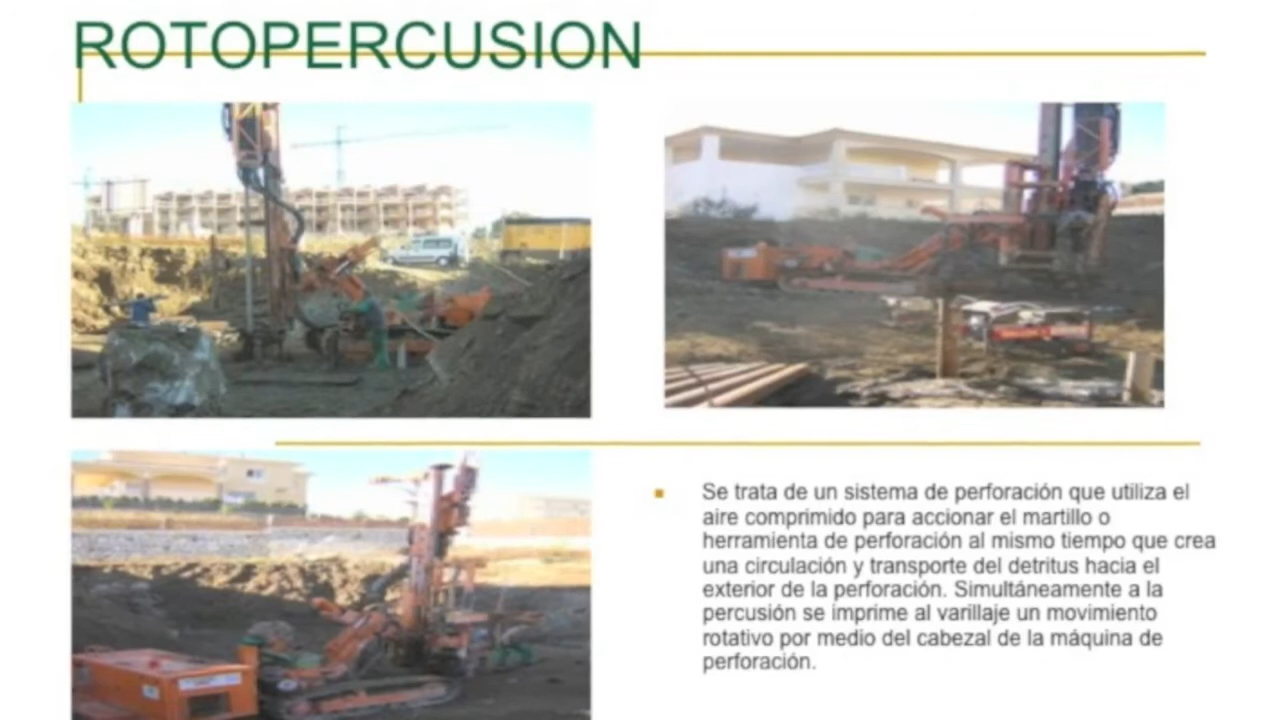 ROTOPERCUSION
Se trata de un sistema de perforación que utiliza el
aire comprimido para accionar el martillo o
herramienta de perforación al mismo tiempo que crea
una circulación y transporte del detritus hacia el
exterior de la perforación. Simultáneamente a la
percusión se imprime al varillaje un movimiento
rotativo por medio del cabezal de la máquina de
perforación.